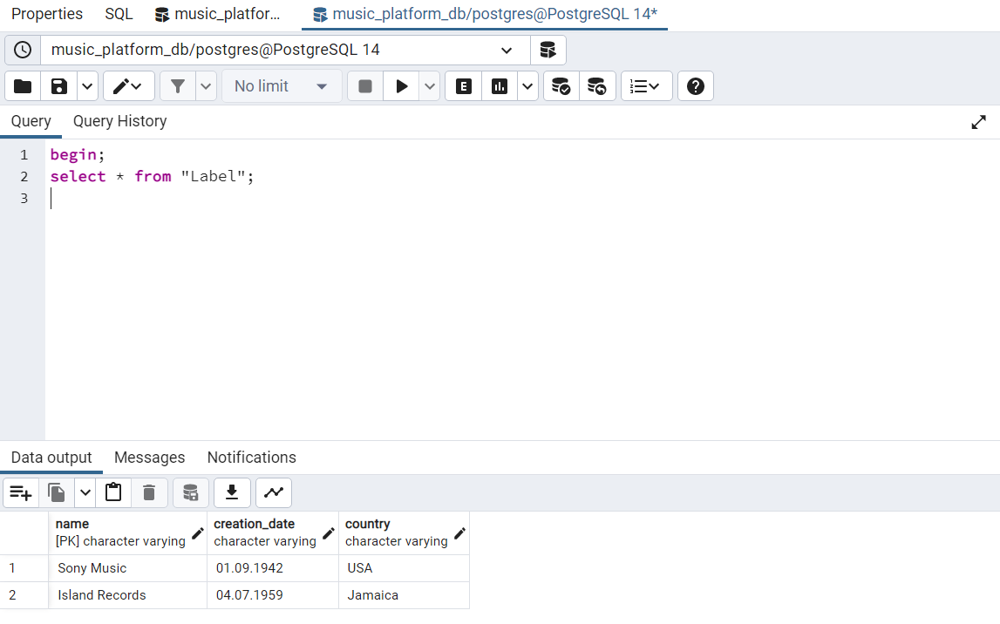 Properties SQL music_platfor... music_platform_db/postgres@PostgreSQL 14*
music_platform_db/postgres@PostgreSQL 14
No limit E
Query Query History
1 begin;
2 select * from "Label";
3
Data output Messages Notifications
name creation_date country
[PK] character varying character varying character varying
1 Sony Music 01.09.1942 USA
2 Island Records 04.07.1959 Jamaica